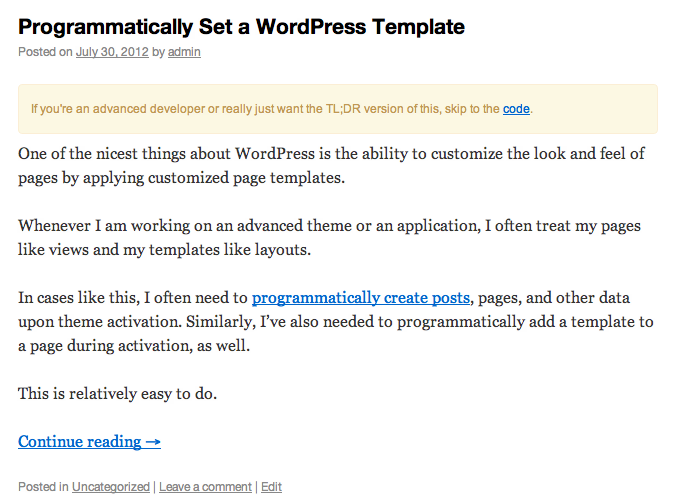 Programmatically Set a WordPress Template
Posted on July 30, 2012 by admin
If you're an advanced developer or really just want the TL;DR version of this, skip to the code.
One of the nicest things about WordPress is the ability to customize the look and feel of
pages by applying customized page templates.
Whenever I am working on an advanced theme or an application, I often treat my pages
like views and my templates like layouts.
In cases like this, I often need to programmatically create posts, pages, and other data
upon theme activation. Similarly, I’ve also needed to programmatically add a template to
a page during activation, as well.
This is relatively easy to do.
Continue reading →
Posted in Uncategorized | Leave a comment | Edit